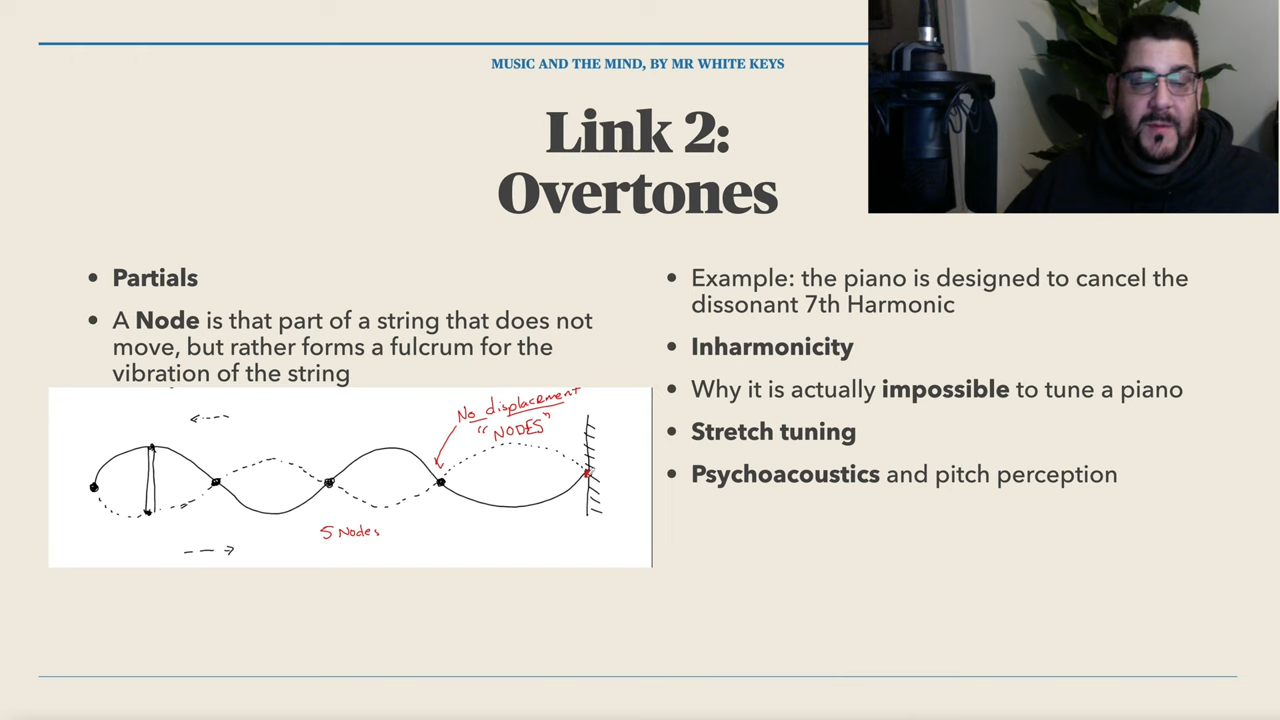 MUSIC AND THE MIND, BY MR WHITE KEYS
Link 2:
Overtones
• Partials
• A Node is that part of a string that does not
move, but rather forms a fulcrum for the
vibration of the string
No displacement
"NODES"
5 Nodes
• Example: the piano is designed to cancel the
dissonant 7th Harmonic
• Inharmonicity
• Why it is actually impossible to tune a piano
• Stretch tuning
• Psychoacoustics and pitch perception